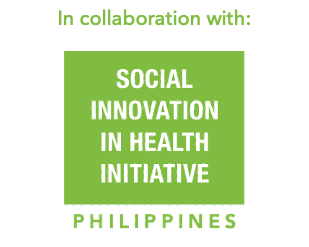 In collaboration with:
SOCIAL
INNOVATION
IN HEALTH
INITIATIVE
PHILIPPINES